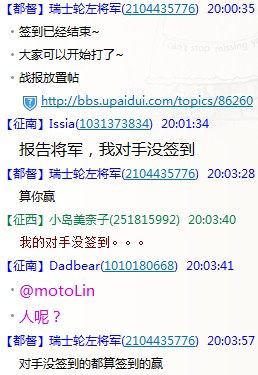 【都督】瑞士轮左将军(2104435776) 20:00:35
签到已经结束~
大家可以开始打了~
战报放置帖
http://bbs.upaidui.com/topics/86260
【征南】Issia(1031373834) 20:01:34
报告将军，我对手没签到
【都督】瑞士轮左将军(2104435776) 20:03:28
算你赢
【征西】小岛美奈子(251815992) 20:03:40
我的对手没签到。。。
【征南】Dadbear(1010180668) 20:03:41
@motoLin
人呢？
【都督】瑞士轮左将军(2104435776) 20:03:57
对手没签到的都算签到的赢